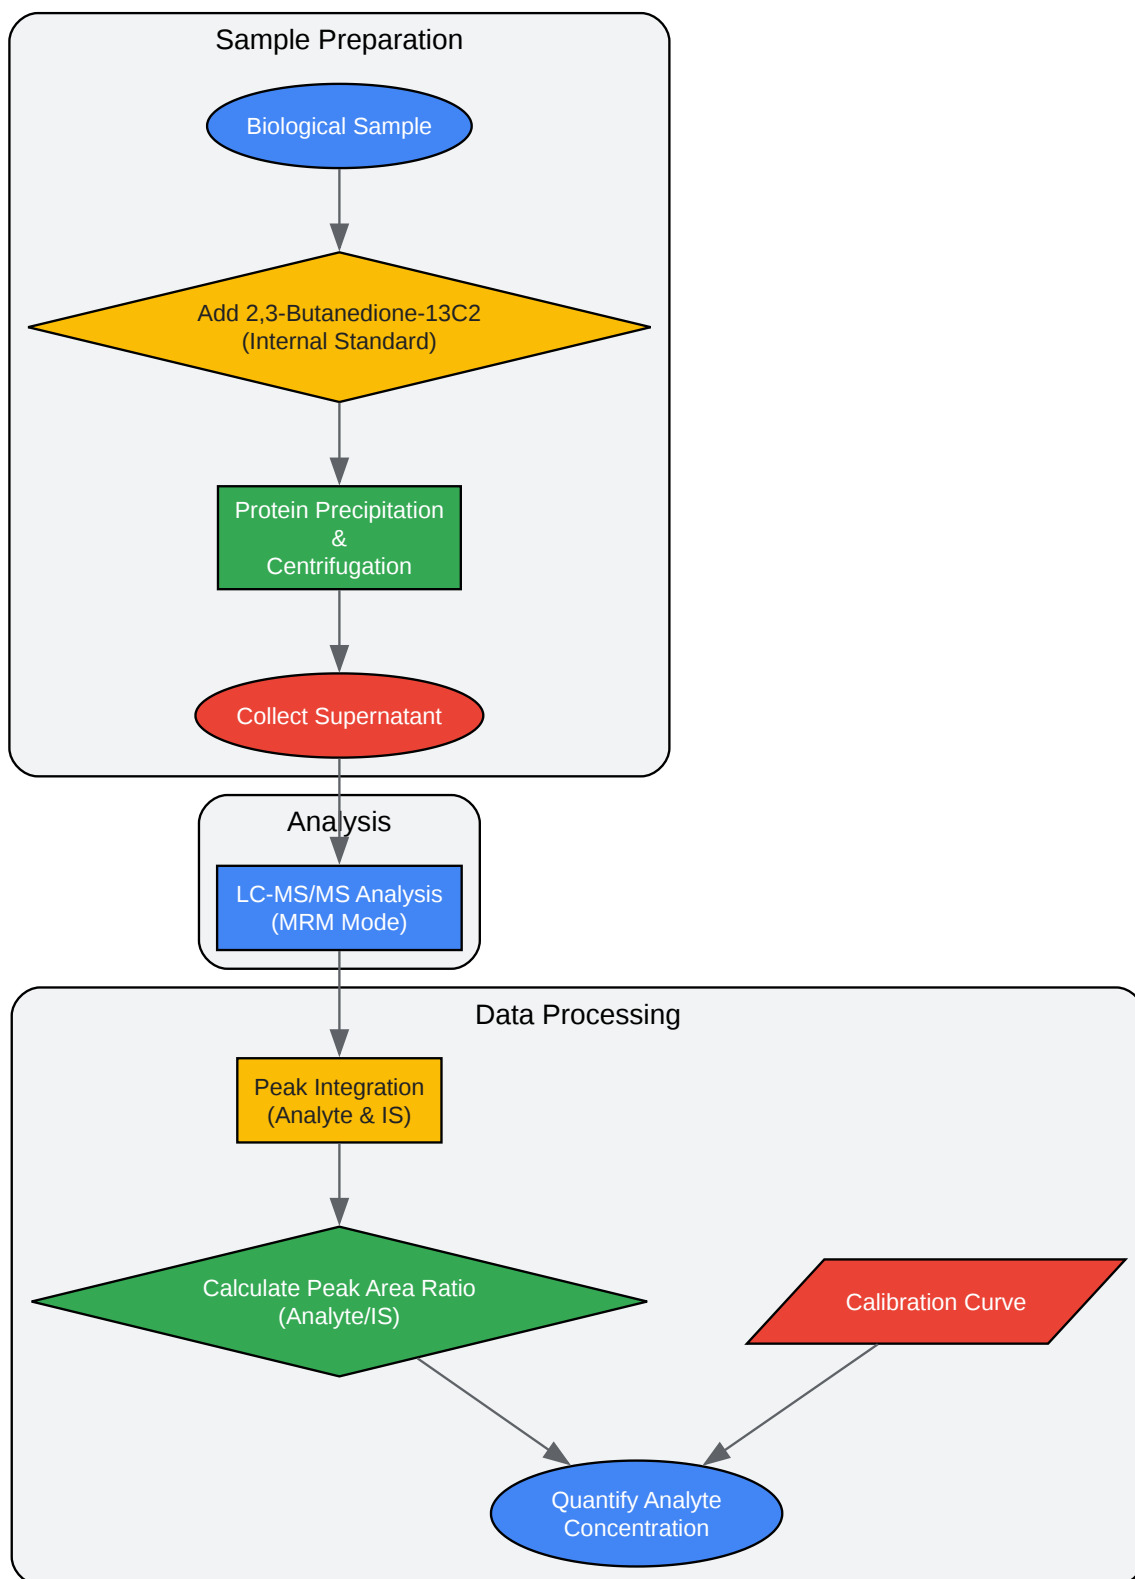 Sample Preparation
Biological Sample
Add 2,3-Butanedione-13C2
(Internal Standard)
Protein Precipitation
&
Centrifugation
Collect Supernatant
Analysis
LC-MS/MS Analysis
(MRM Mode)
Data Processing
Peak Integration
(Analyte & IS)
Calculate Peak Area Ratio
(Analyte/IS)
Calibration Curve
Quantify Analyte
Concentration